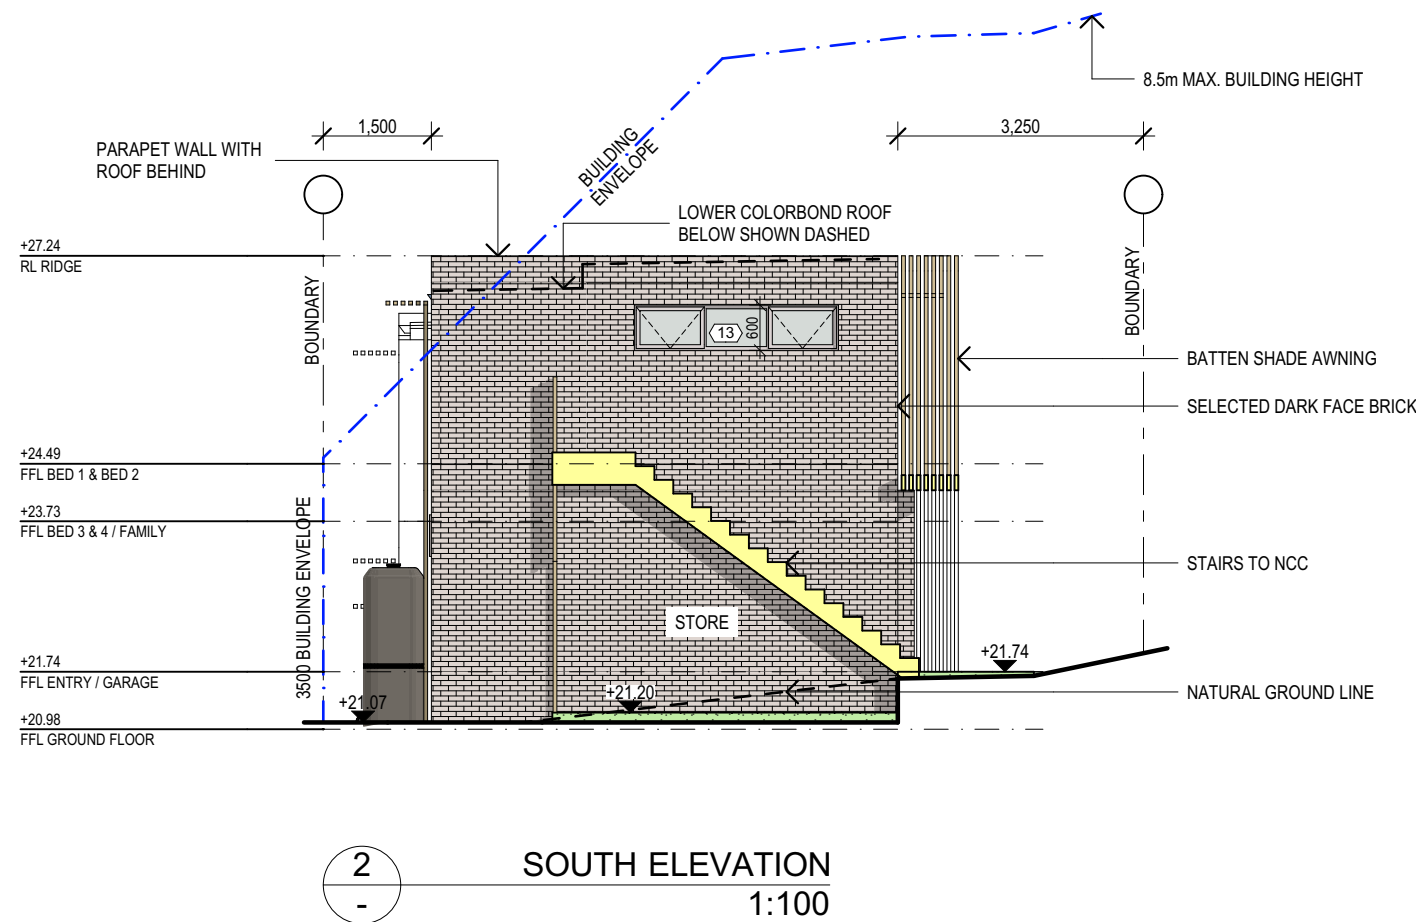 8.5m MAX. BUILDING HEIGHT
1,500
3,250
PARAPET WALL WITH
ROOF BEHIND
BUILDING
ENVELOPE
LOWER COLORBOND ROOF
BELOW SHOWN DASHED
+27.24
RL RIDGE
BOUNDARY
BOUNDARY
13
600
BATTEN SHADE AWNING
SELECTED DARK FACE BRICK
+24.49
FFL BED 1 & BED 2
+23.73
FFL BED 3 & 4 / FAMILY
3500 BUILDING ENVELOPE
STAIRS TO NCC
STORE
+21.74
FFL ENTRY / GARAGE
+21.74
+21.07
+21.20
NATURAL GROUND LINE
+20.98
FFL GROUND FLOOR
2
-
SOUTH ELEVATION
1:100